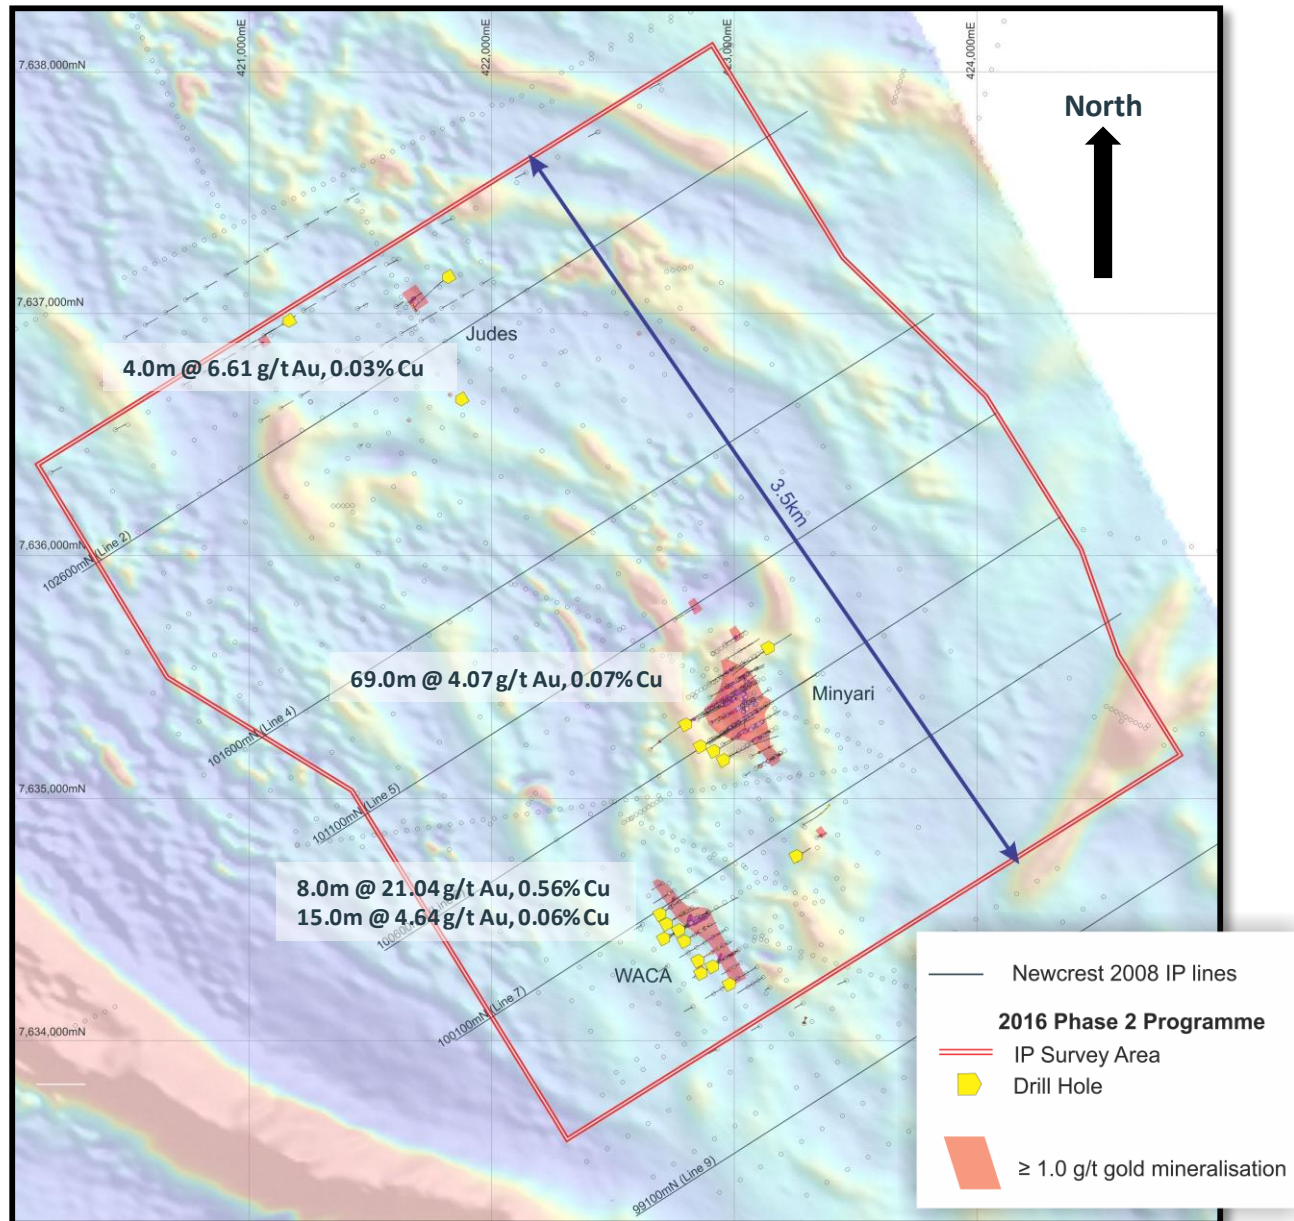 421,000mE
422,000mE
423,000mE
424,000mE
7,638,000mN
North
7,637,000mN
Judes
4.0m @ 6.61 g/t Au, 0.03% Cu
3.5km
7,636,000mN
102600mN (Line 2)
69.0m @ 4.07 g/t Au, 0.07% Cu
Minyari
101600mN (Line 4)
7,635,000mN
101100mN (Line 5)
8.0m @ 21.04 g/t Au, 0.56% Cu
15.0m @ 4.64 g/t Au, 0.06% Cu
WACA
100100mN (Line 7)
7,634,000mN
99100mN (Line 9)
Newcrest 2008 IP lines
2016 Phase 2 Programme
IP Survey Area
Drill Hole
≥ 1.0 g/t gold mineralisation